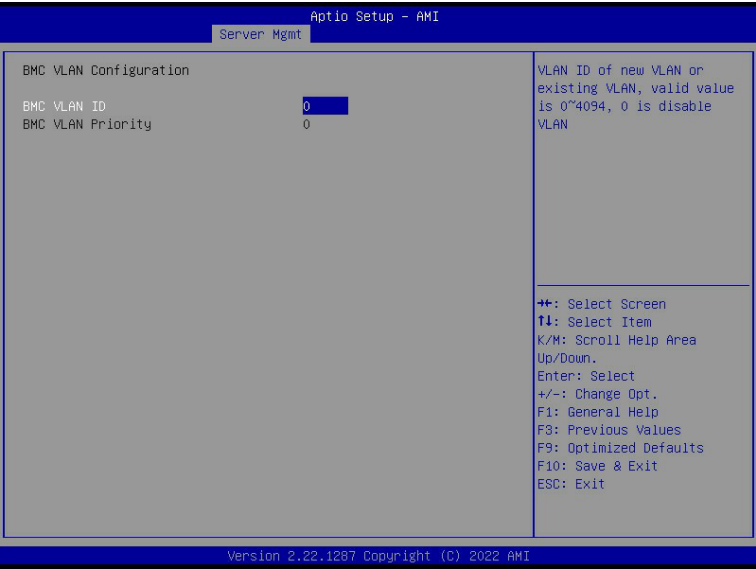 Aptio Setup – AMI
Server Mgmt
BMC VLAN Configuration
BMC VLAN ID 0
BMC VLAN Priority 0
VLAN ID of new VLAN or
existing VLAN, valid value
is 0~4094, 0 is disable
VLAN
→←: Select Screen
↑↓: Select Item
K/M: Scroll Help Area
Up/Down.
Enter: Select
+/-: Change Opt.
F1: General Help
F3: Previous Values
F9: Optimized Defaults
F10: Save & Exit
ESC: Exit
Version 2.22.1287 Copyright (C) 2022 AMI